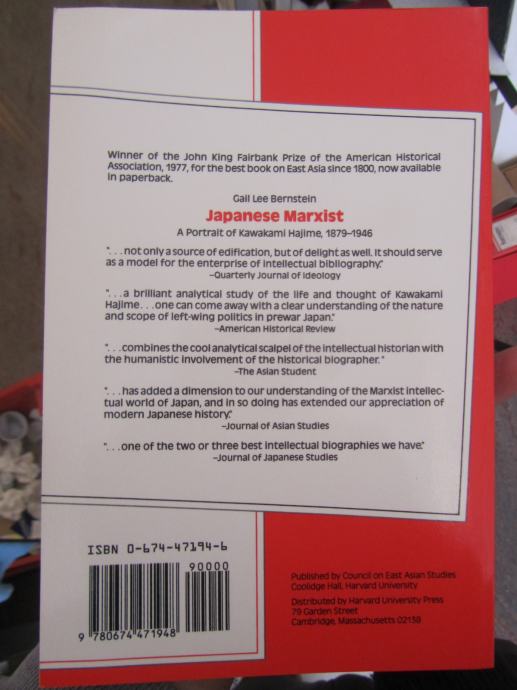 Winner of the John King Fairbank Prize of the American Historical
Association, 1977, for the best book on East Asia since 1800, now available
in paperback.
Gail Lee Bernstein
Japanese Marxist
A Portrait of Kawakami Hajime, 1879–1946
"...not only a source of edification, but of delight as well. It should serve
as a model for the enterprise of intellectual bibliography."
–Quarterly Journal of Ideology
"...a brilliant analytical study of the life and thought of Kawakami
Hajime...one can come away with a clear understanding of the nature
and scope of left-wing politics in prewar Japan."
–American Historical Review
"...combines the cool analytical scalpel of the intellectual historian with
the humanistic involvement of the historical biographer."
–The Asian Student
"...has added a dimension to our understanding of the Marxist intellec-
tual world of Japan, and in so doing has extended our appreciation of
modern Japanese history."
–Journal of Asian Studies
"...one of the two or three best intellectual biographies we have."
–Journal of Japanese Studies
ISBN 0-674-47194-6
90000
9 780674 471948
Published by Council on East Asian Studies
Coolidge Hall, Harvard University
Distributed by Harvard University Press
79 Garden Street
Cambridge, Massachusetts 02138